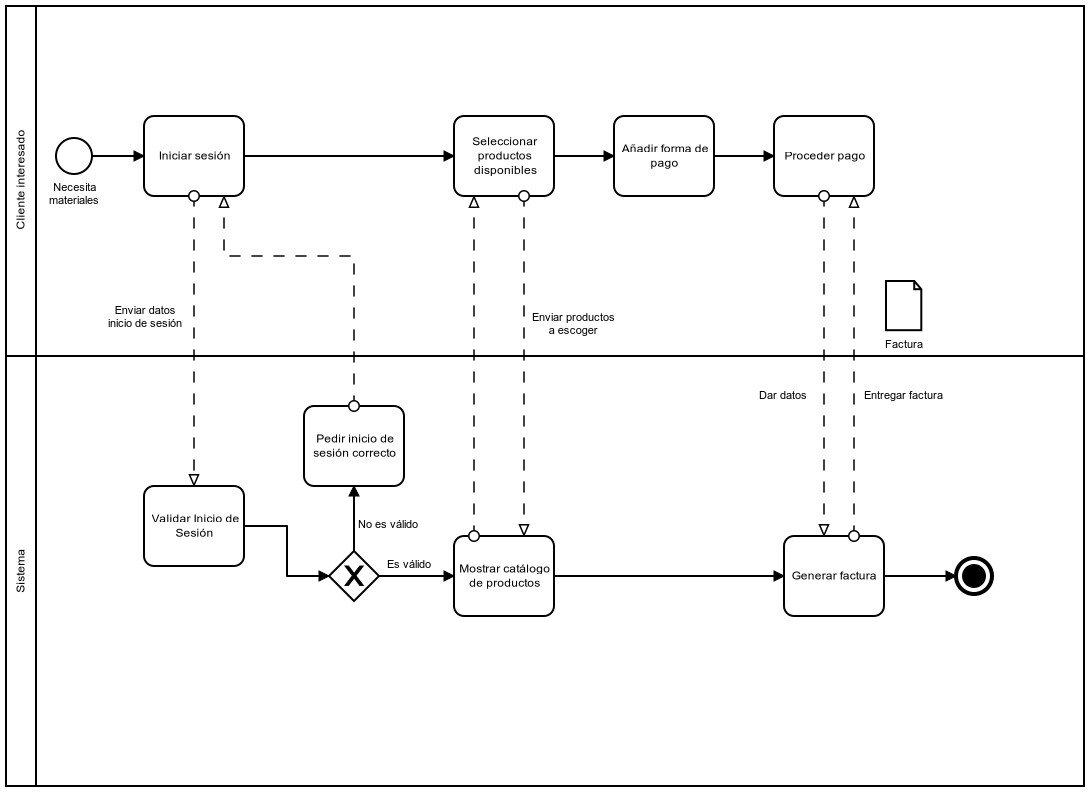 Cliente interesado
Necesita
materiales
Iniciar sesión
Seleccionar
productos
disponibles
Añadir forma de
pago
Proceder pago
Enviar datos
inicio de sesión
Enviar productos
a escoger
Factura
Sistema
Dar datos
Entregar factura
Pedir inicio de
sesión correcto
Validar Inicio de
Sesión
No es válido
Es válido
Mostrar catálogo
de productos
Generar factura